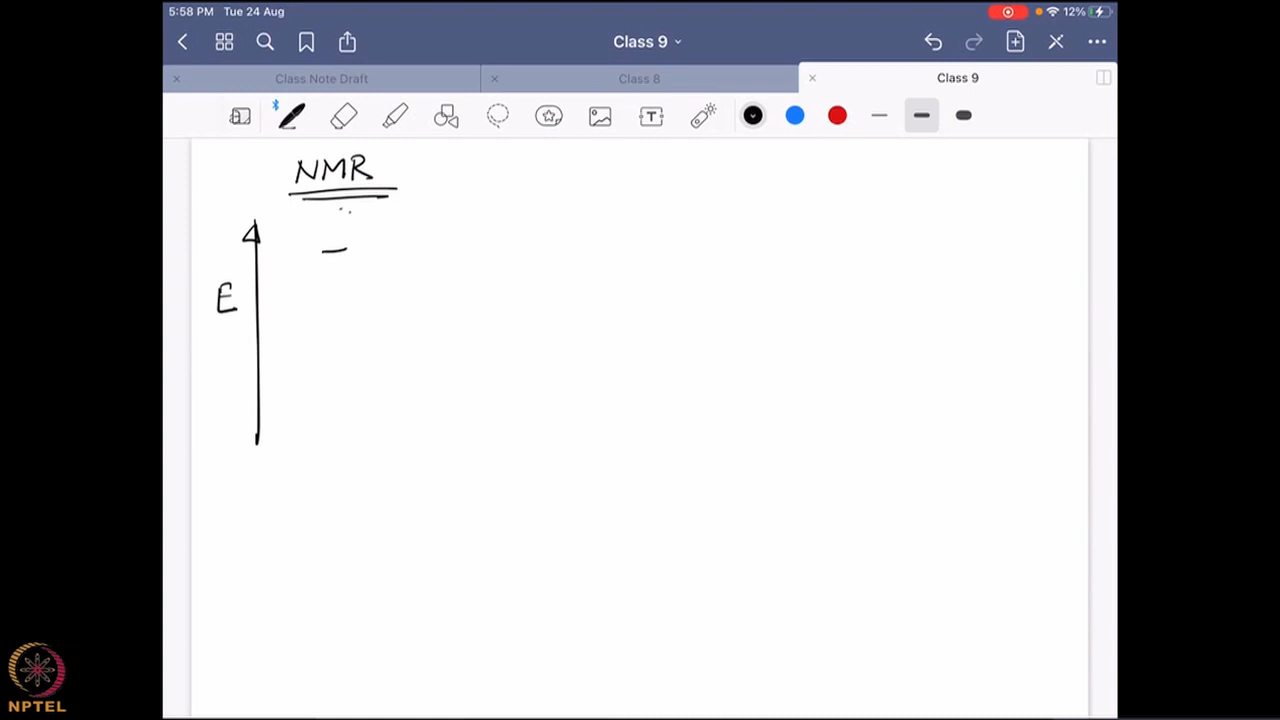 5:58 PM Tue 24 Aug 12%
Class 9
Class Note Draft Class 8 Class 9
T
NMR
E
NPTEL